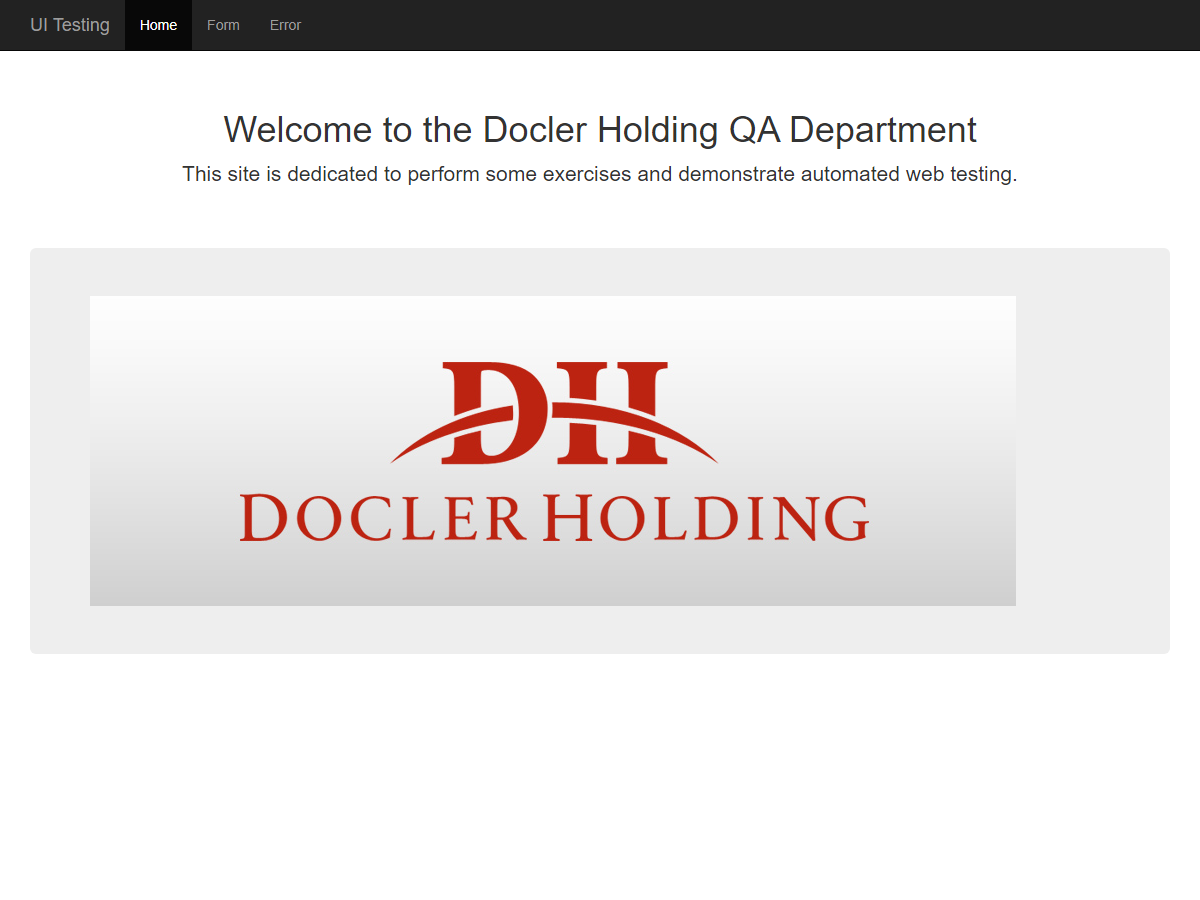 UI Testing Home Form Error
Welcome to the Docler Holding QA Department
This site is dedicated to perform some exercises and demonstrate automated web testing.
DH
DOCLER HOLDING